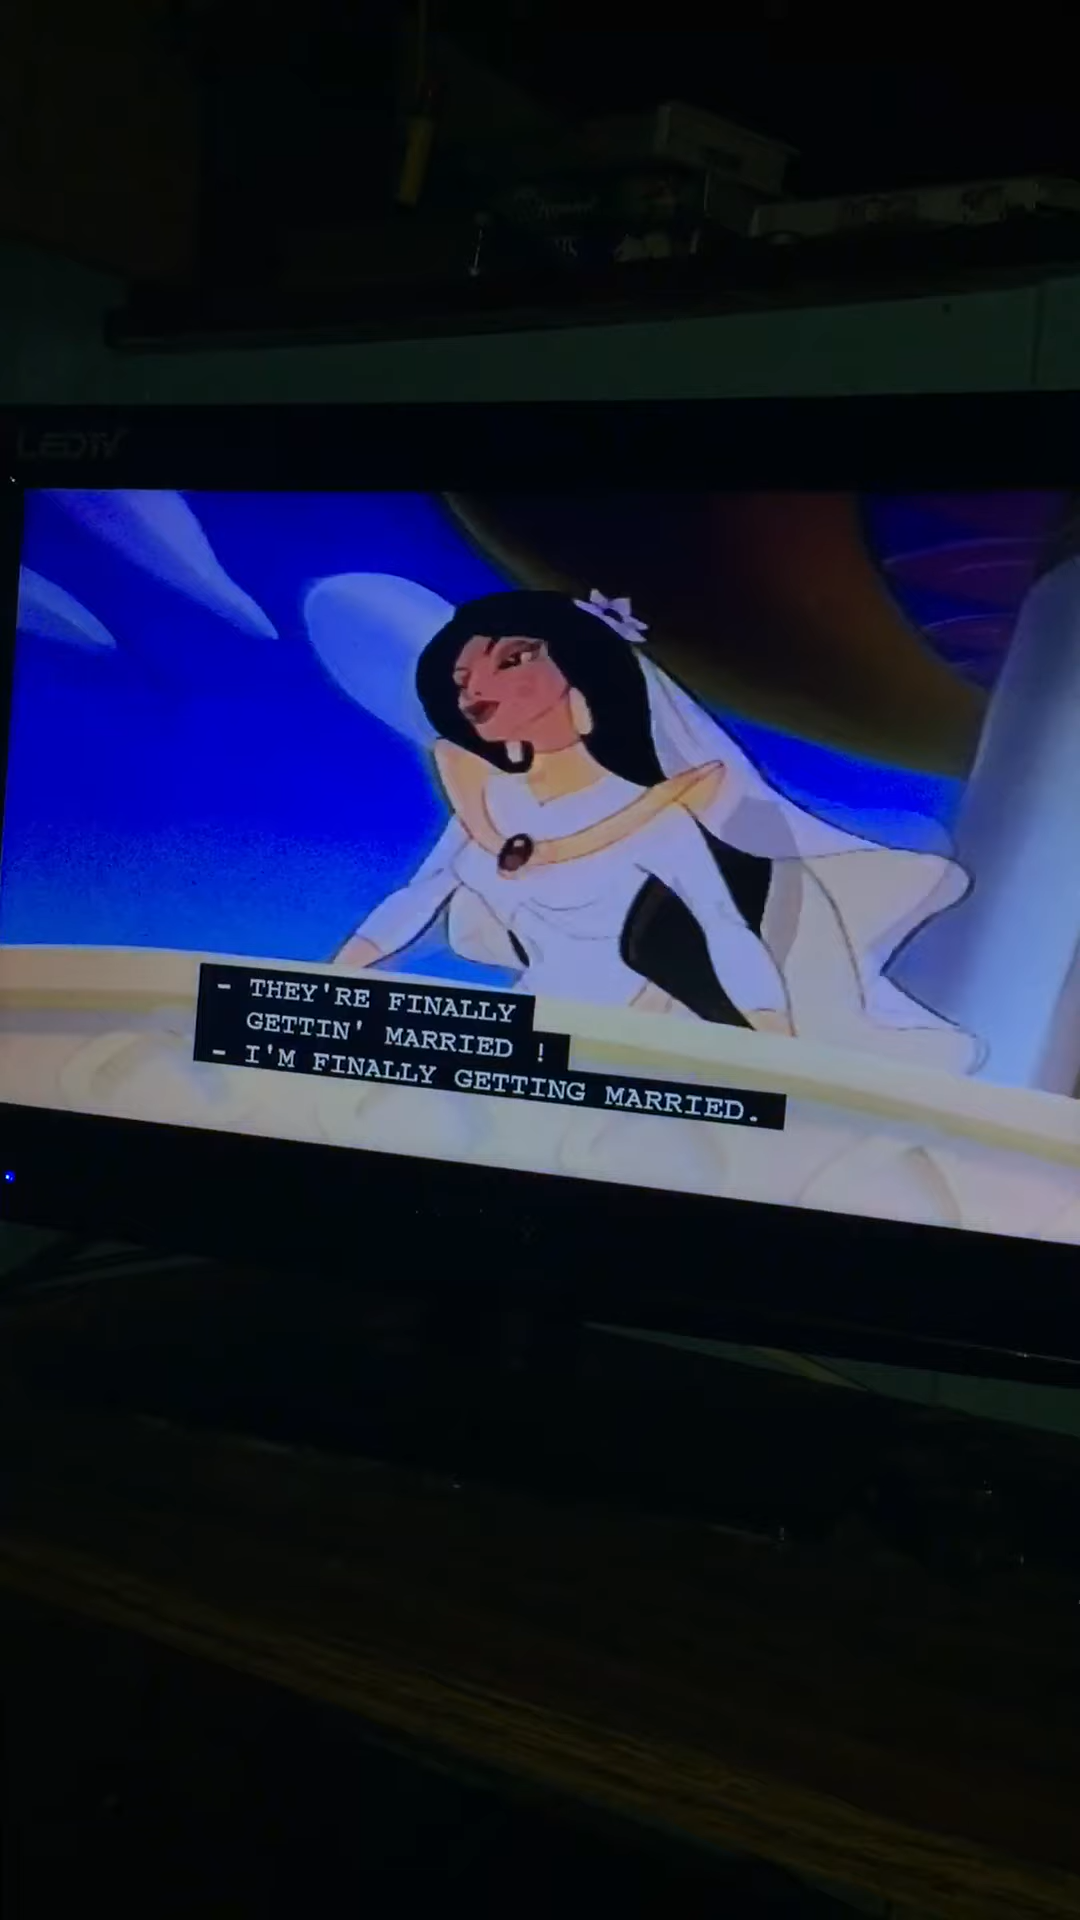 LEDTV
- THEY'RE FINALLY
GETTIN' MARRIED !
- I'M FINALLY GETTING MARRIED.